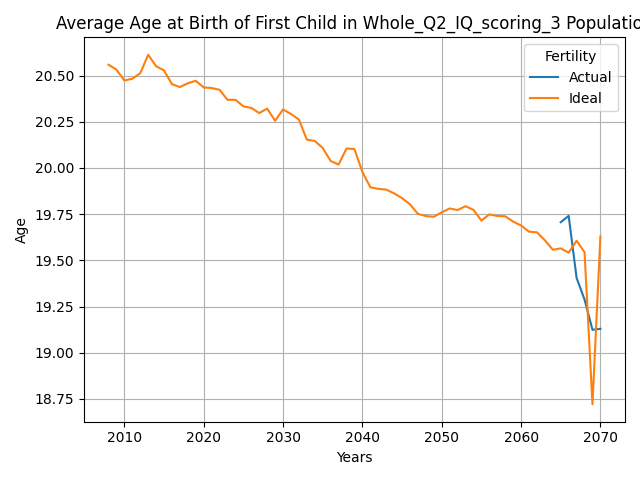 Average Age at Birth of First Child in Whole_Q2_IQ_scoring_3 Populatio
Fertility
Actual
Ideal
20.50
20.25
20.00
19.75
19.50
19.25
19.00
18.75
Age
2010 2020 2030 2040 2050 2060 2070
Years